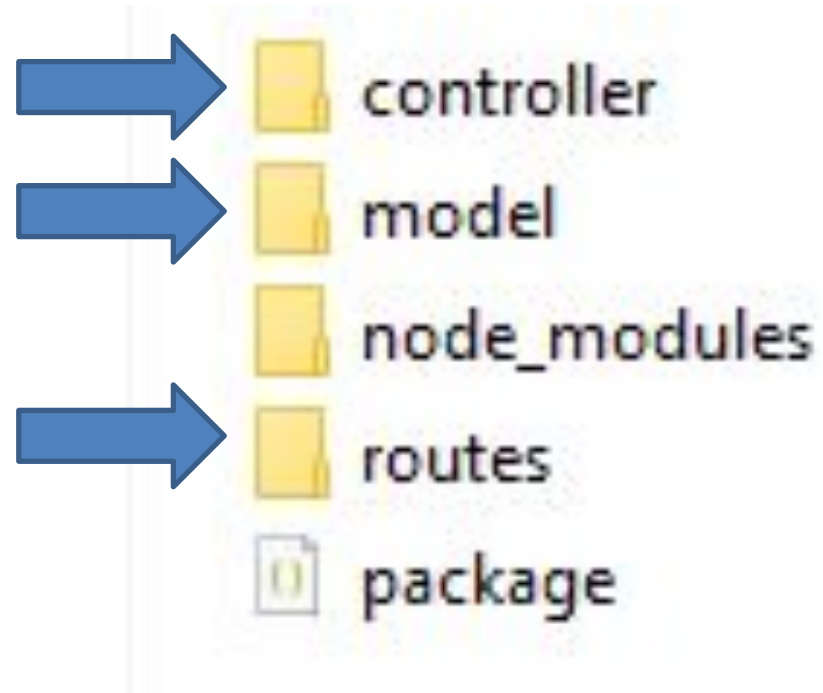 controller
model
node_modules
routes
package